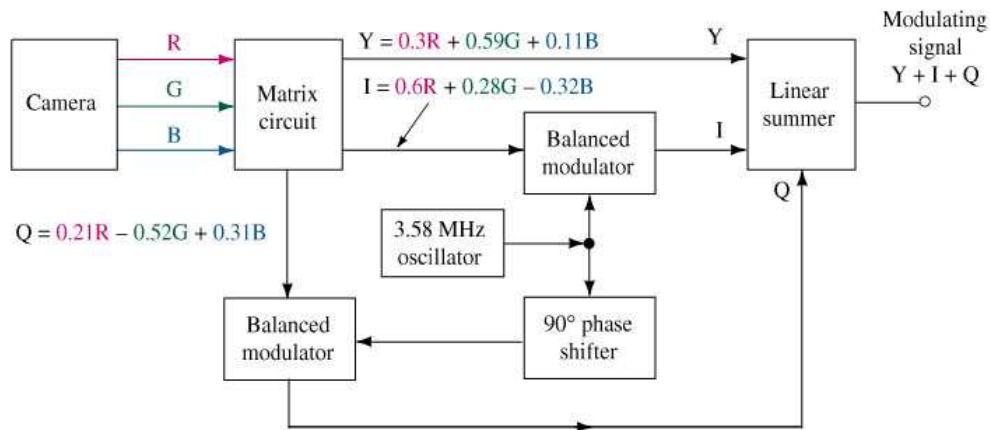 Modulating
signal
Y + I + Q
R
G
B
Camera
Matrix
circuit
Y = 0.3R + 0.59G + 0.11B
I = 0.6R + 0.28G – 0.32B
Y
I
Q
Linear
summer
Balanced
modulator
Q = 0.21R – 0.52G + 0.31B
3.58 MHz
oscillator
Balanced
modulator
90° phase
shifter